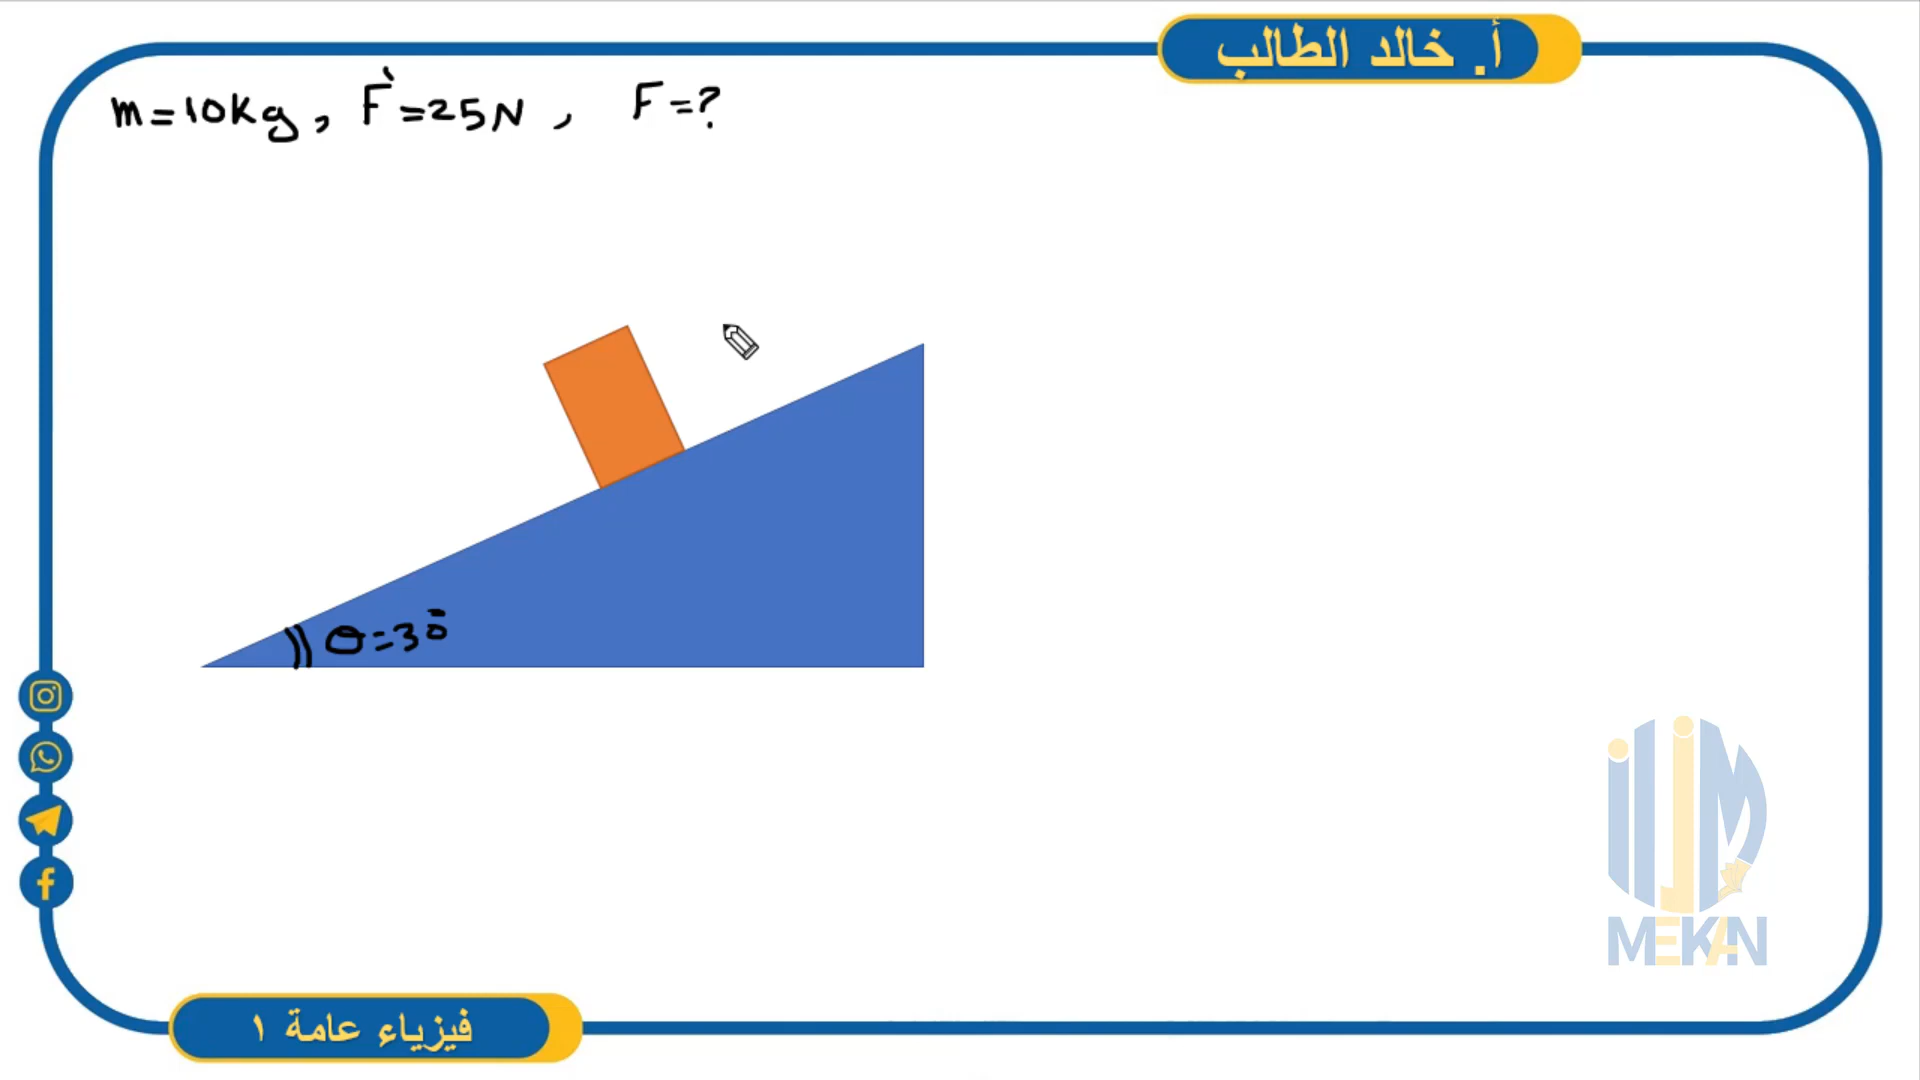 أ. خالد الطالب
m=10kg, F̀=25N, F=?
θ=30°
MEKAN
فيزياء عامة ١